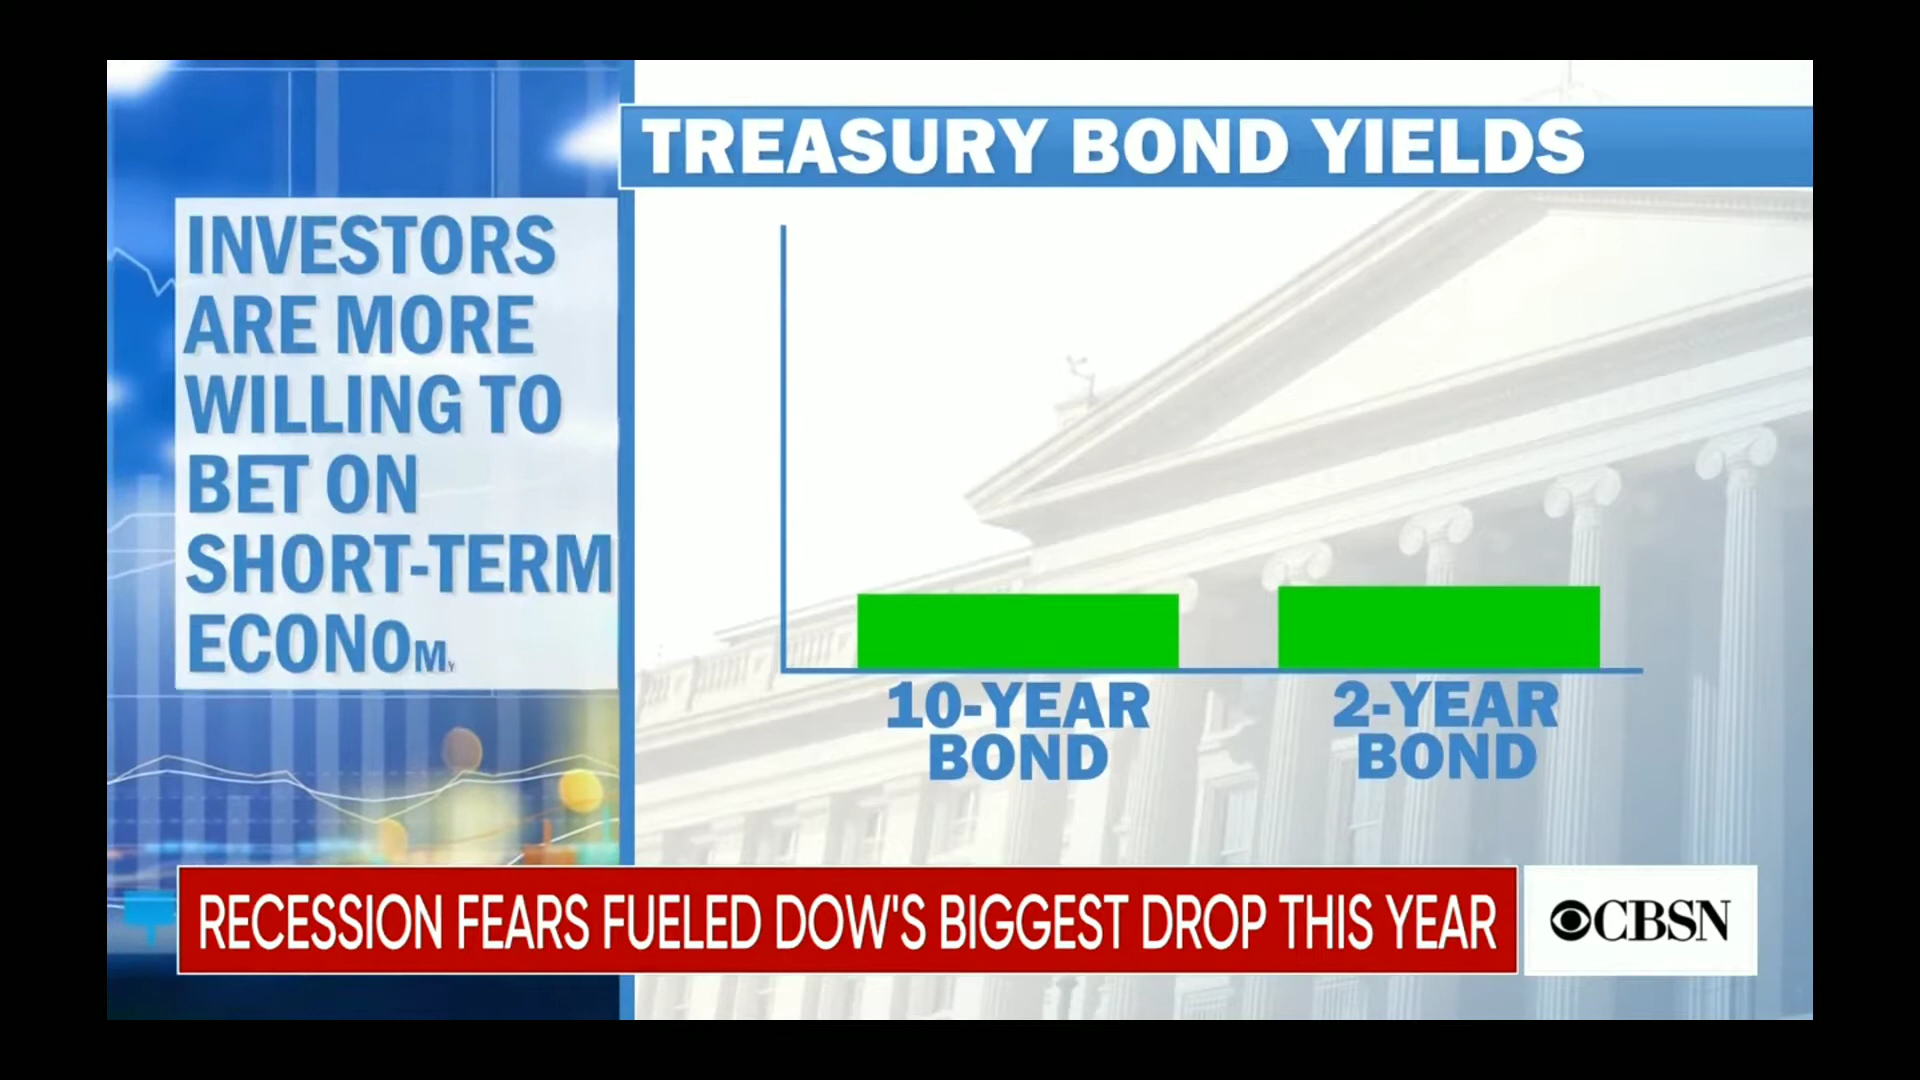 TREASURY BOND YIELDS
INVESTORS
ARE MORE
WILLING TO
BET ON
SHORT-TERM
ECONOMY
10-YEAR
BOND
2-YEAR
BOND
RECESSION FEARS FUELED DOW'S BIGGEST DROP THIS YEAR
CBSN